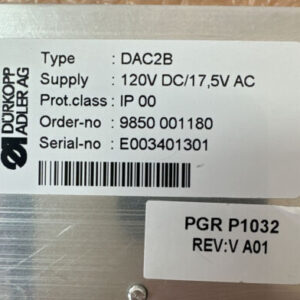 DÜRKOPP
ADLER AG
Type : DAC2B
Supply : 120V DC/17,5V AC
Prot.class : IP 00
Order-no : 9850 001180
Serial-no : E003401301
PGR P1032
REV:V A01